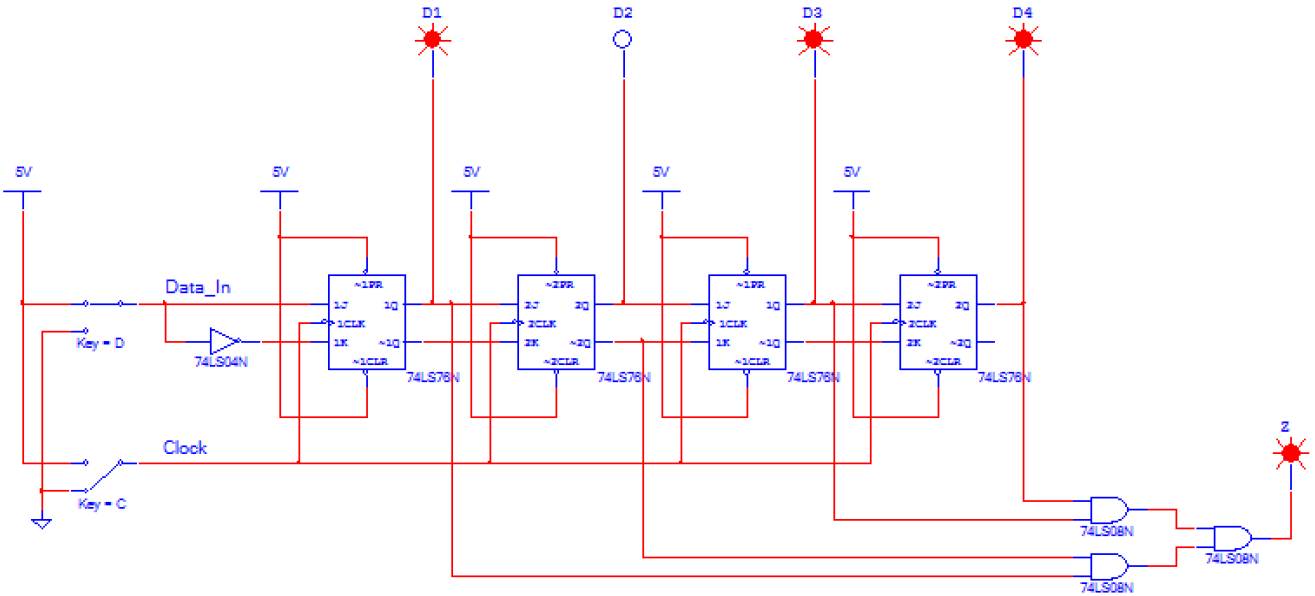 D1 D2 D3 D4
5V 5V 5V 5V 5V
~1PR ~2PR ~1PR ~2PR
Data_In
1J 1Q 2J 2Q 1J 1Q 2J 2Q
1CLK 2CLK 1CLK 2CLK
Key = D
1K ~1Q 2K ~2Q 1K ~1Q 2K ~2Q
74LS04N
~1CLR ~2CLR ~1CLR ~2CLR
74LS76N 74LS76N 74LS76N 74LS76N
Z
Clock
Key = C
74LS08N
74LS08N
74LS08N